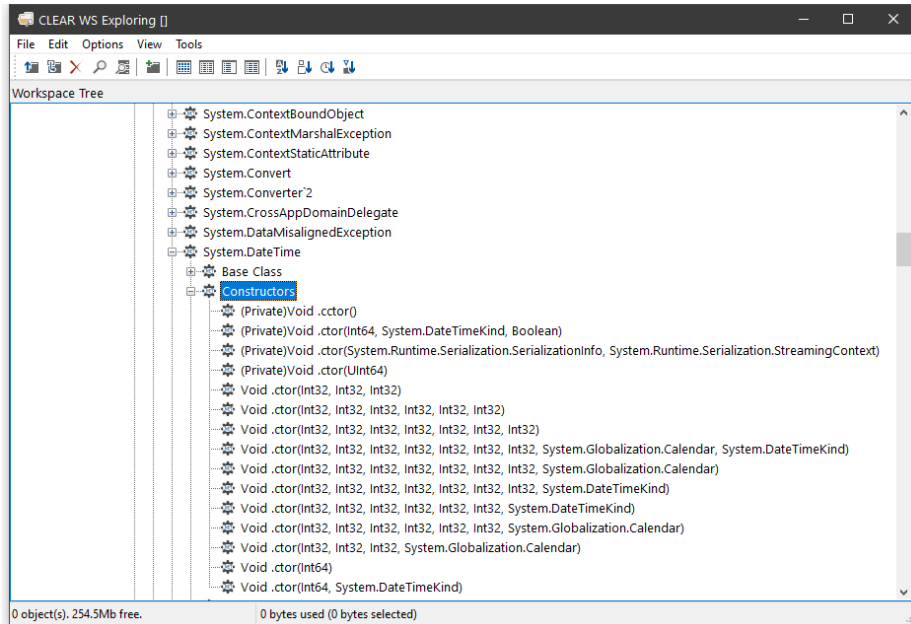 CLEAR WS Exploring []
File Edit Options View Tools
Workspace Tree
System.ContextBoundObject
System.ContextMarshalException
System.ContextStaticAttribute
System.Convert
System.Converter`2
System.CrossAppDomainDelegate
System.DataMisalignedException
System.DateTime
Base Class
Constructors
(Private)Void .cctor()
(Private)Void .ctor(Int64, System.DateTimeKind, Boolean)
(Private)Void .ctor(System.Runtime.Serialization.SerializationInfo, System.Runtime.Serialization.StreamingContext)
(Private)Void .ctor(UInt64)
Void .ctor(Int32, Int32, Int32)
Void .ctor(Int32, Int32, Int32, Int32, Int32, Int32)
Void .ctor(Int32, Int32, Int32, Int32, Int32, Int32, Int32)
Void .ctor(Int32, Int32, Int32, Int32, Int32, Int32, Int32, System.Globalization.Calendar, System.DateTimeKind)
Void .ctor(Int32, Int32, Int32, Int32, Int32, Int32, Int32, System.Globalization.Calendar)
Void .ctor(Int32, Int32, Int32, Int32, Int32, Int32, Int32, System.DateTimeKind)
Void .ctor(Int32, Int32, Int32, Int32, Int32, Int32, System.DateTimeKind)
Void .ctor(Int32, Int32, Int32, Int32, Int32, Int32, System.Globalization.Calendar)
Void .ctor(Int32, Int32, Int32, System.Globalization.Calendar)
Void .ctor(Int64)
Void .ctor(Int64, System.DateTimeKind)
0 object(s). 254.5Mb free. 0 bytes used (0 bytes selected)